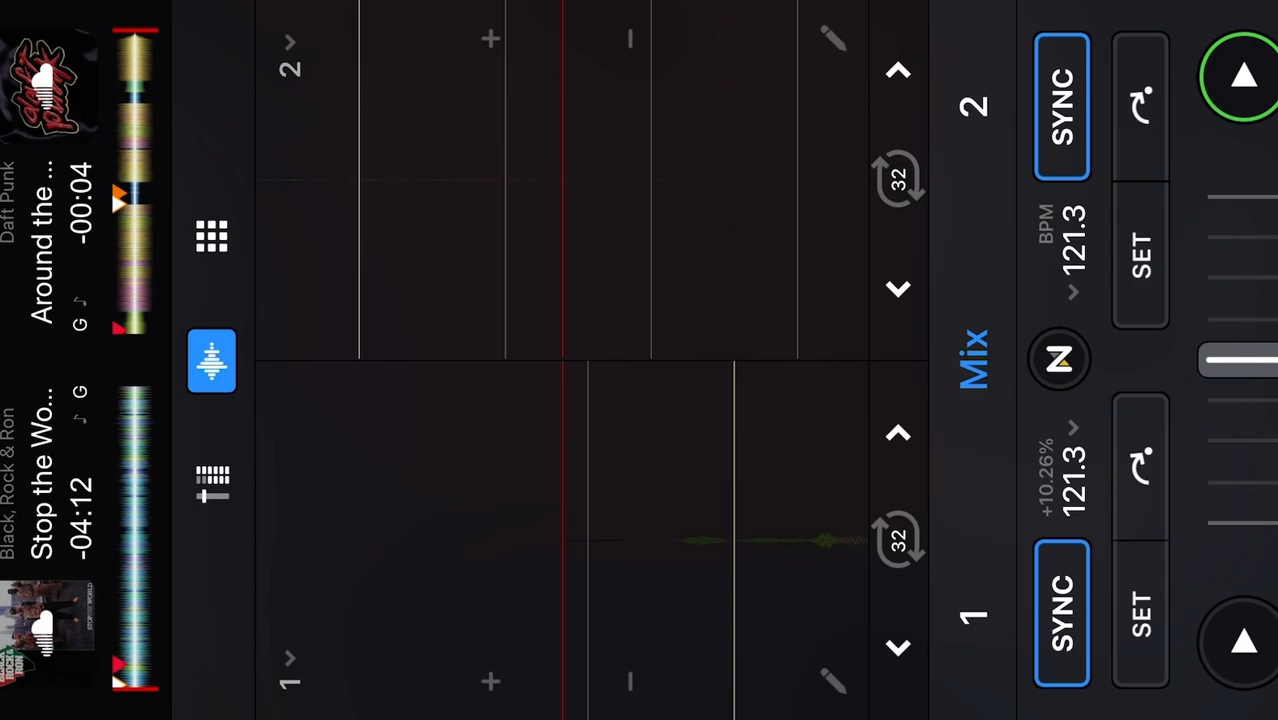 Black, Rock & Ron
Stop the Wo...
-04:12
♪ G
Daft Punk
Around the ...
G ♪
-00:04
1
2
32
32
1
Mix
2
SYNC
+10.26%
121.3
BPM
121.3
SYNC
SET
SET